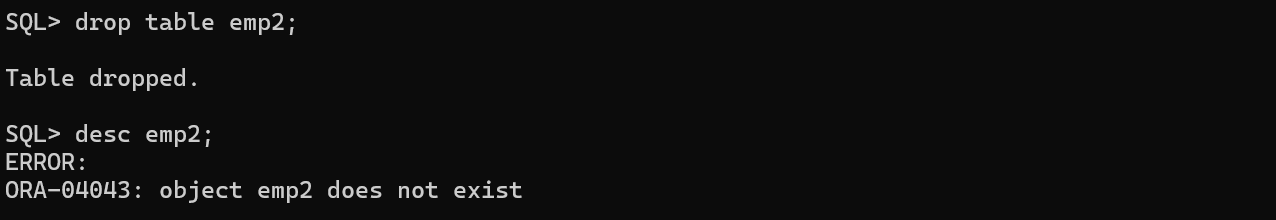 SQL> drop table emp2;
Table dropped.
SQL> desc emp2;
ERROR:
ORA-04043: object emp2 does not exist